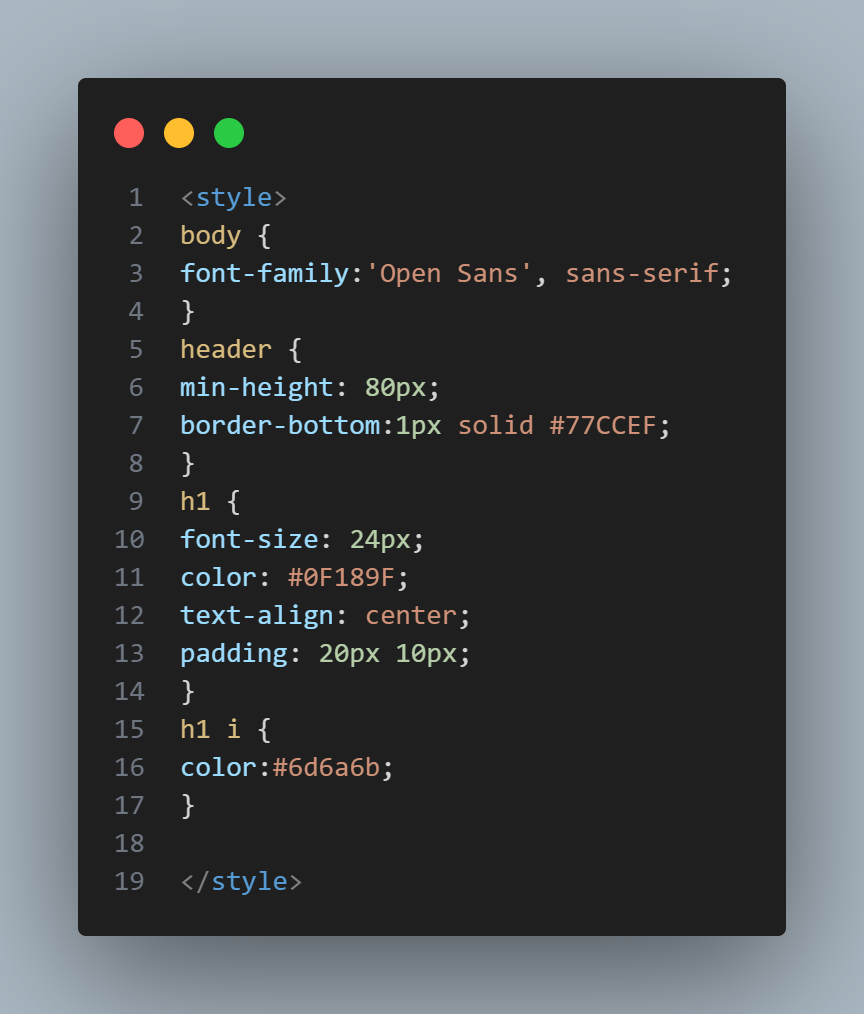 1 <style>
2 body {
3 font-family:'Open Sans', sans-serif;
4 }
5 header {
6 min-height: 80px;
7 border-bottom:1px solid #77CCEF;
8 }
9 h1 {
10 font-size: 24px;
11 color: #0F189F;
12 text-align: center;
13 padding: 20px 10px;
14 }
15 h1 i {
16 color:#6d6a6b;
17 }
18
19 </style>